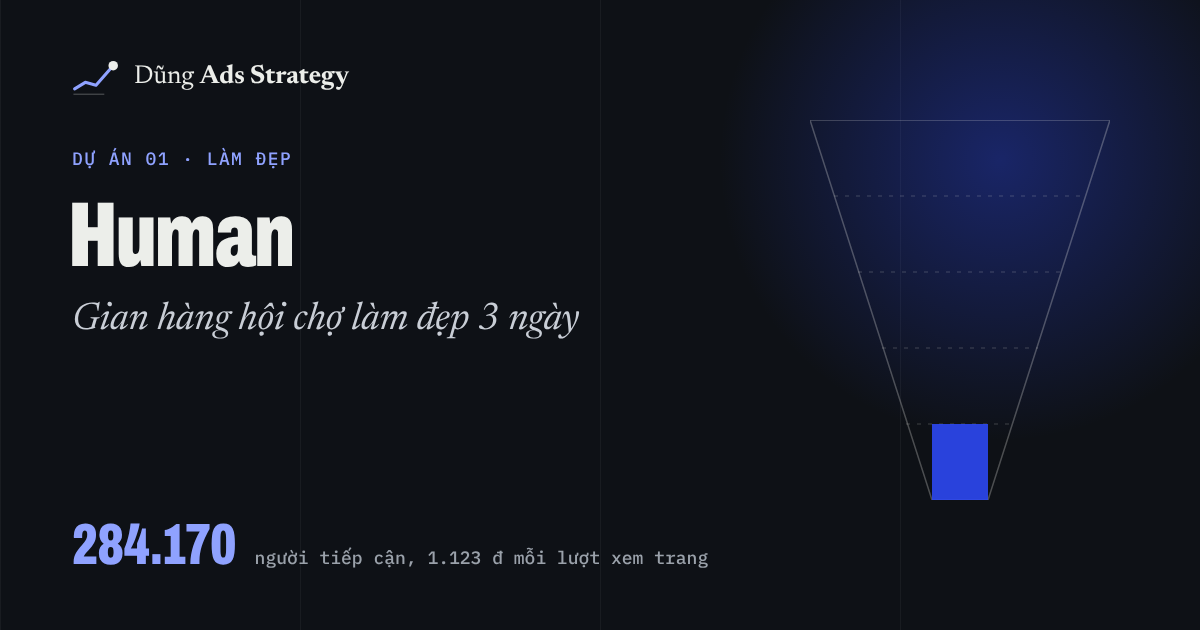 Dũng Ads Strategy
DỰ ÁN 01 · LÀM ĐẸP
Human
Gian hàng hội chợ làm đẹp 3 ngày
284.170 người tiếp cận, 1.123 đ mỗi lượt xem trang